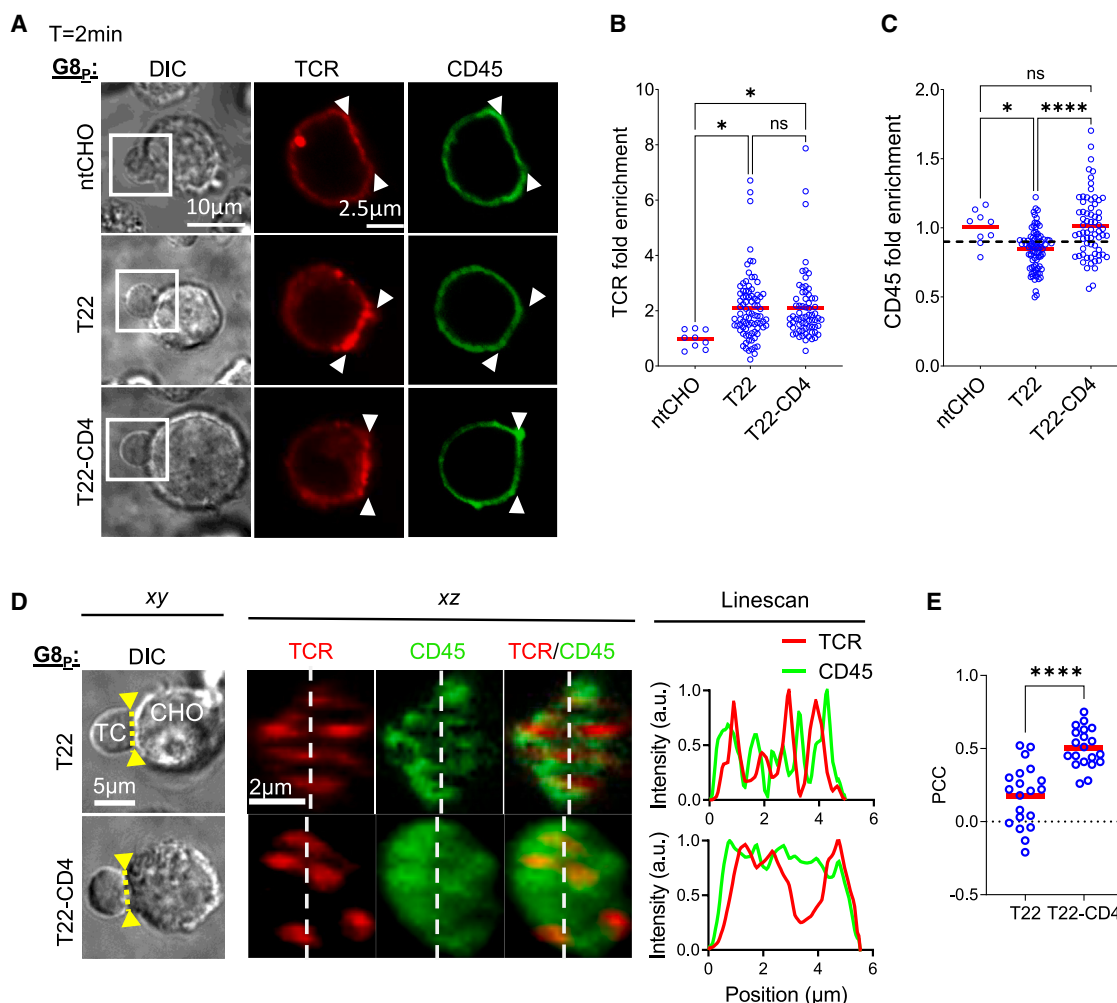 A
T=2min
G8P:
DIC
TCR
CD45
ntCHO
10μm
2.5μm
T22
T22-CD4
B
TCR fold enrichment
10
8
6
4
2
0
*
*
ns
ntCHO
T22
T22-CD4
C
CD45 fold enrichment
2.0
1.5
1.0
0.5
0.0
ns
*
****
ntCHO
T22
T22-CD4
D
xy
xz
Linescan
G8P:
DIC
TCR
CD45
TCR/CD45
TCR
CD45
T22
TC
CHO
5μm
2μm
Intensity (a.u.)
1.0
0.5
0.0
0
2
4
6
T22-CD4
Intensity (a.u.)
1.0
0.5
0.0
0
2
4
6
Position (μm)
E
PCC
1.0
0.5
0.0
-0.5
****
T22
T22-CD4